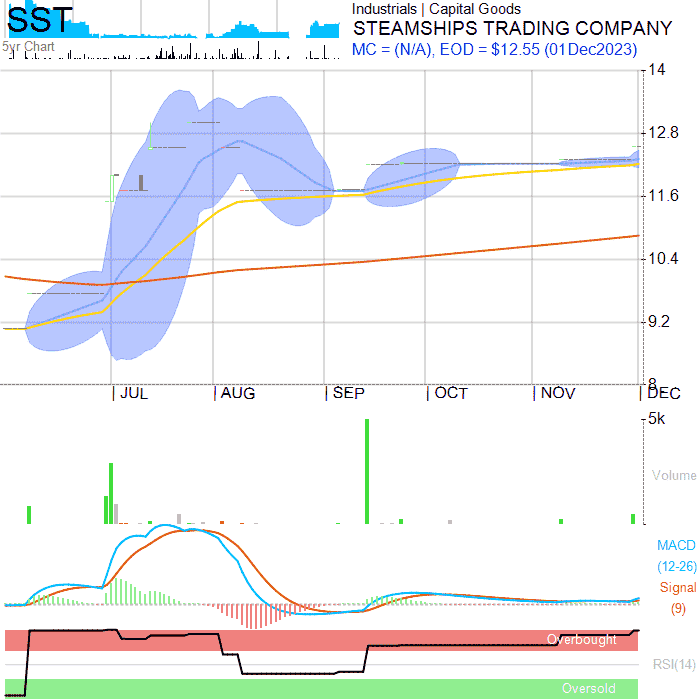 SST
5yr Chart
Industrials | Capital Goods
STEAMSHIPS TRADING COMPANY
MC = (N/A), EOD = $12.55 (01Dec2023)
14
12.8
11.6
10.4
9.2
8
JUL
AUG
SEP
OCT
NOV
DEC
5k
Volume
MACD
(12-26)
Signal
(9)
Overbought
RSI(14)
Oversold